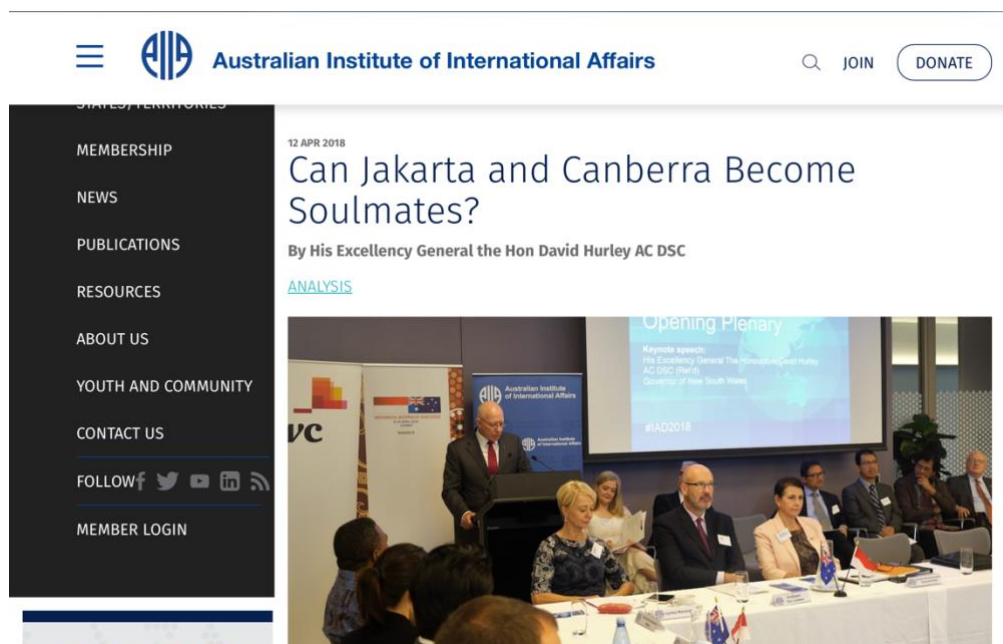 Australian Institute of International Affairs
JOIN
DONATE
STATES/TERRITORIES
MEMBERSHIP
NEWS
PUBLICATIONS
RESOURCES
ABOUT US
YOUTH AND COMMUNITY
CONTACT US
FOLLOW
MEMBER LOGIN
12 APR 2018
Can Jakarta and Canberra Become
Soulmates?
By His Excellency General the Hon David Hurley AC DSC
ANALYSIS
Opening Plenary
Keynote speech:
His Excellency General The Honourable David Hurley
AC DSC (Ret'd)
Governor of New South Wales
#IAD2018
Australian Institute
of International Affairs